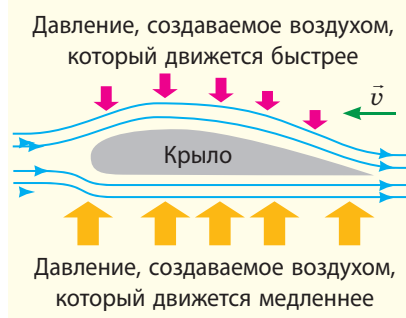 Давление, создаваемое воздухом,
который движется быстрее
v⃗
Крыло
Давление, создаваемое воздухом,
который движется медленнее